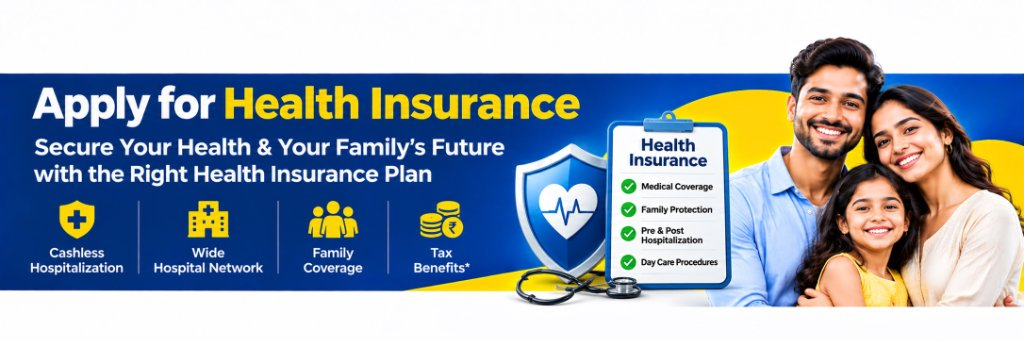 Apply for Health Insurance
Secure Your Health & Your Family's Future
with the Right Health Insurance Plan
Cashless
Hospitalization
Wide
Hospital Network
Family
Coverage
₹
Tax
Benefits*
Health
Insurance
Medical Coverage
Family Protection
Pre & Post
Hospitalization
Day Care Procedures